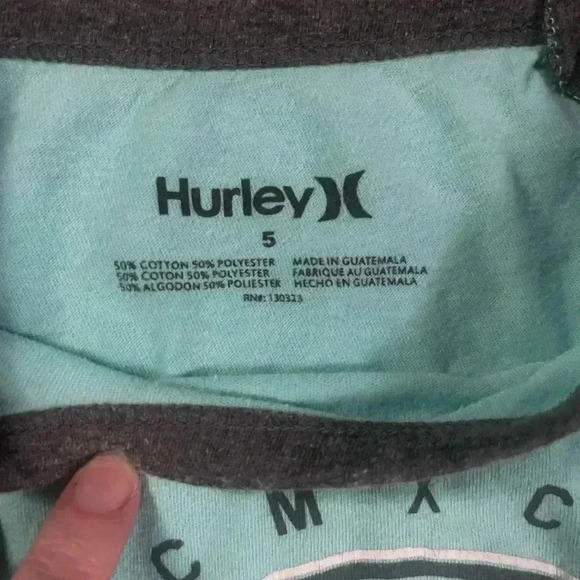 Hurley
5
50% COTTON 50% POLYESTER MADE IN GUATEMALA
50% COTON 50% POLYESTER FABRIQUE AU GUATEMALA
50% ALGODON 50% POLIESTER HECHO EN GUATEMALA
RN#: 130323
C M X C